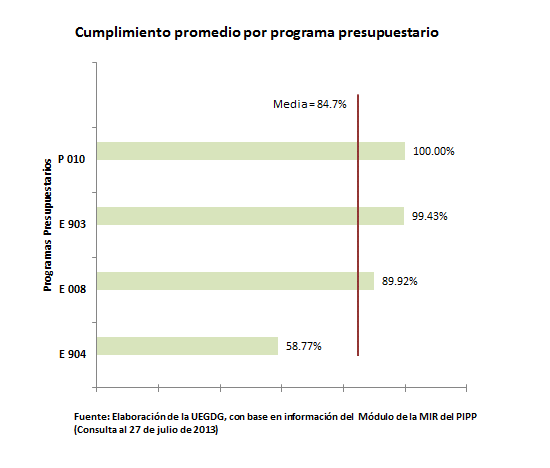 Cumplimiento promedio por programa presupuestario
Media = 84.7%
Programas Presupuestarios
P 010
100.00%
E 903
99.43%
E 008
89.92%
E 904
58.77%
Fuente: Elaboración de la UEGDG, con base en información del Módulo de la MIR del PIPP
(Consulta al 27 de julio de 2013)